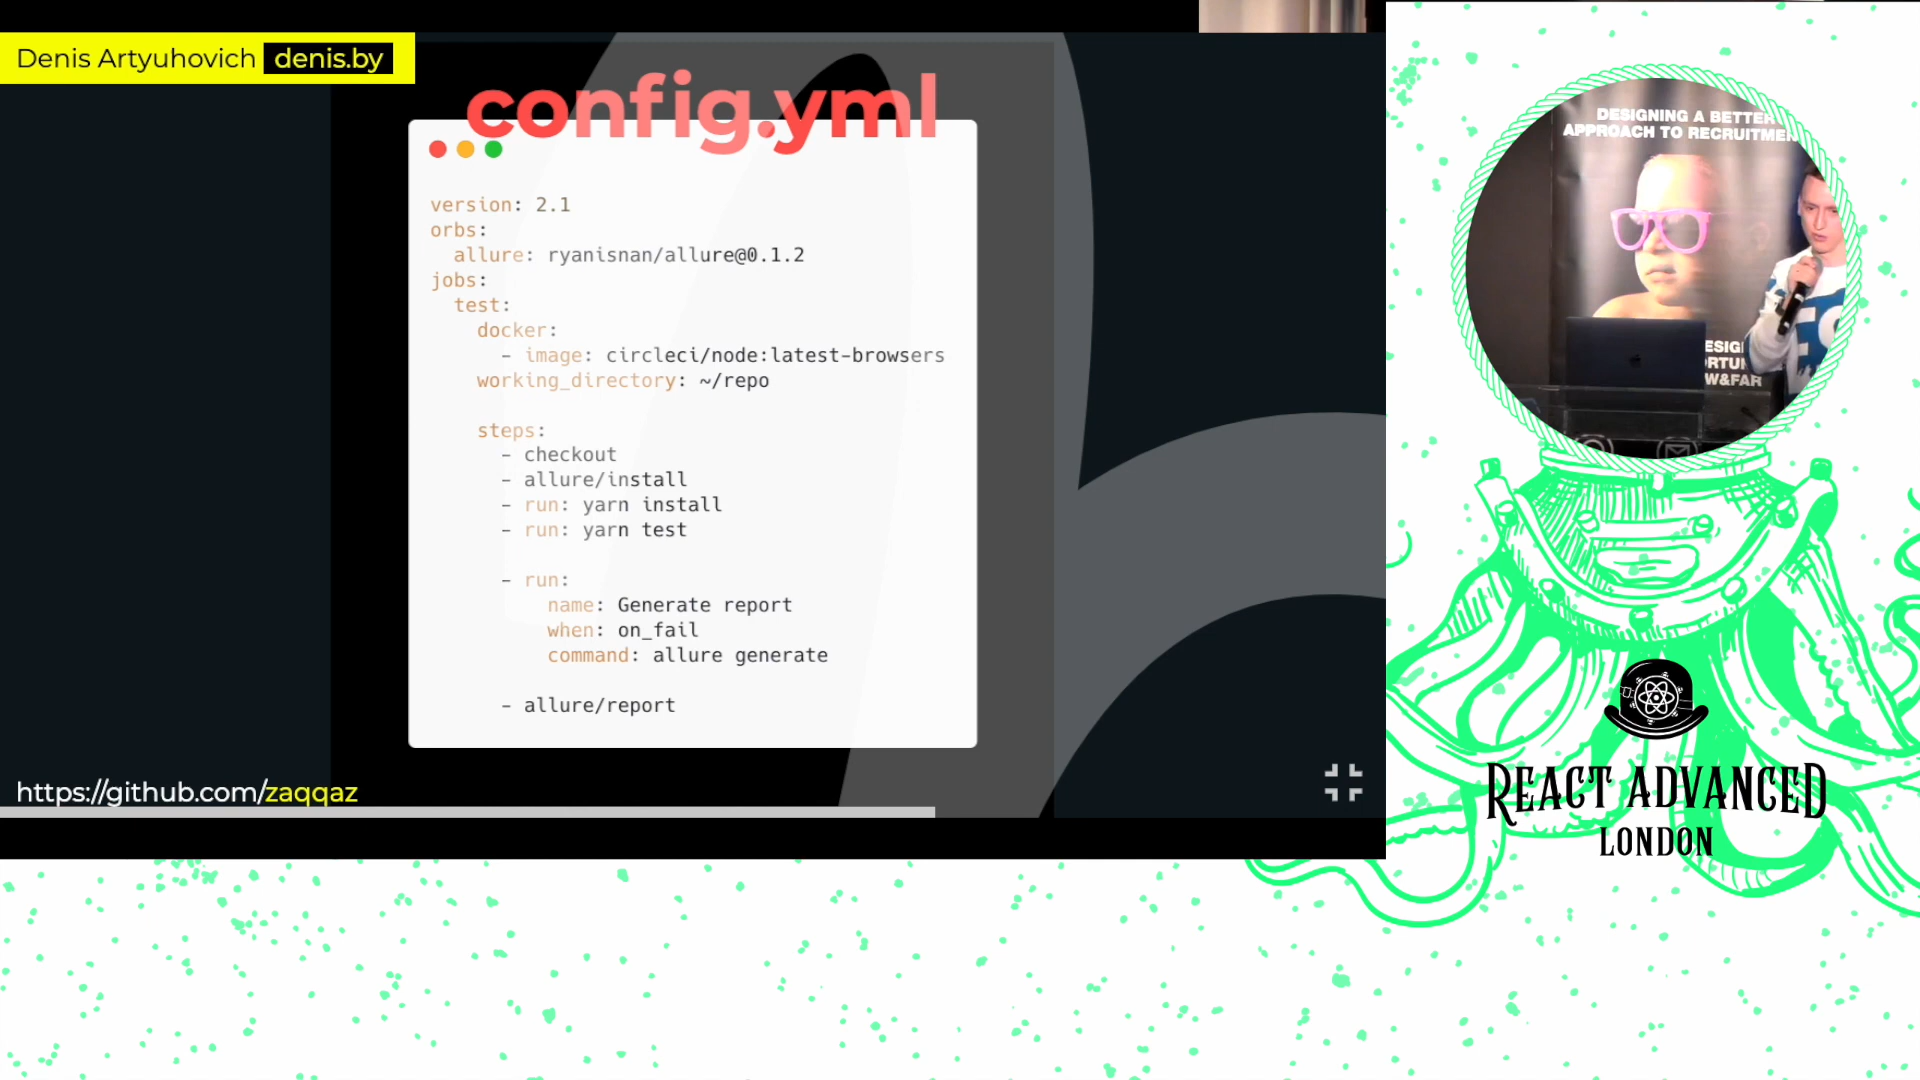 Denis Artyuhovich denis.by
config.yml
version: 2.1
orbs:
allure: ryanisnan/allure@0.1.2
jobs:
test:
docker:
- image: circleci/node:latest-browsers
working_directory: ~/repo
steps:
- checkout
- allure/install
- run: yarn install
- run: yarn test
- run:
name: Generate report
when: on_fail
command: allure generate
- allure/report
https://github.com/zaqqaz
DESIGNING A BETTER
APPROACH TO RECRUITMEN
W&FAR
REACT ADVANCED
LONDON